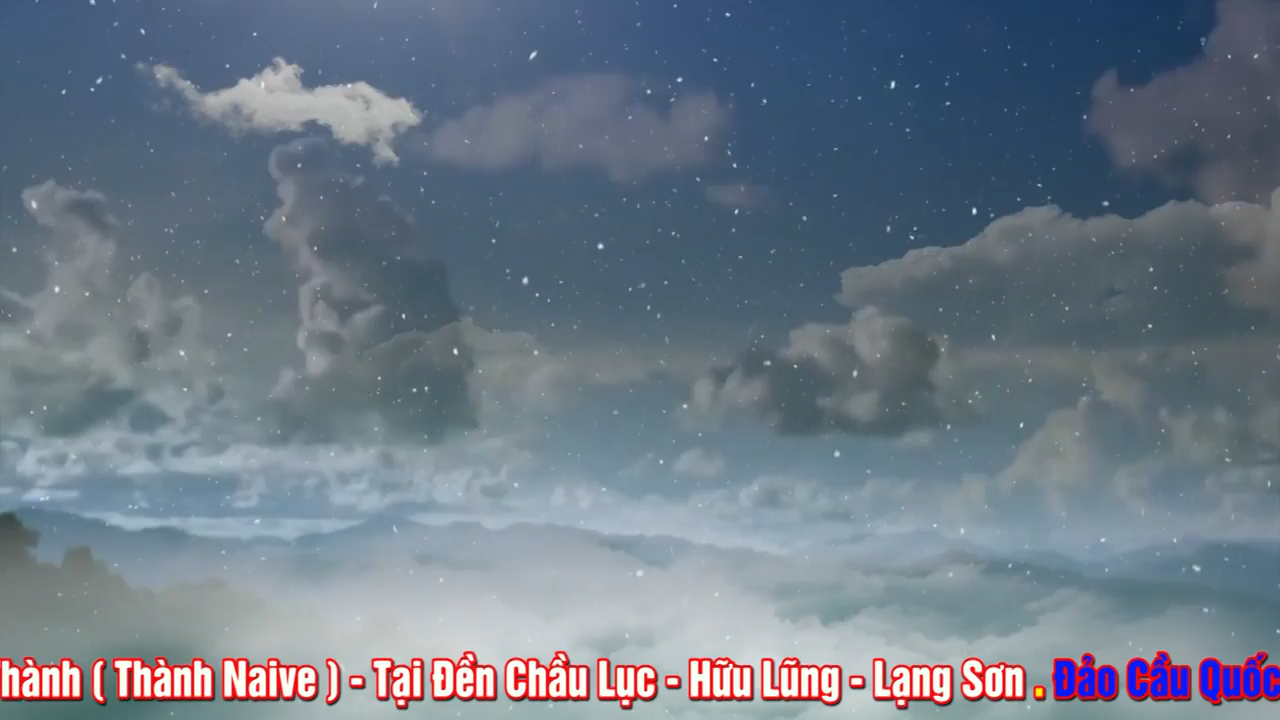 hành ( Thành Naive ) - Tại Đền Chầu Lục - Hữu Lũng - Lạng Sơn . Đảo Cầu Quốc